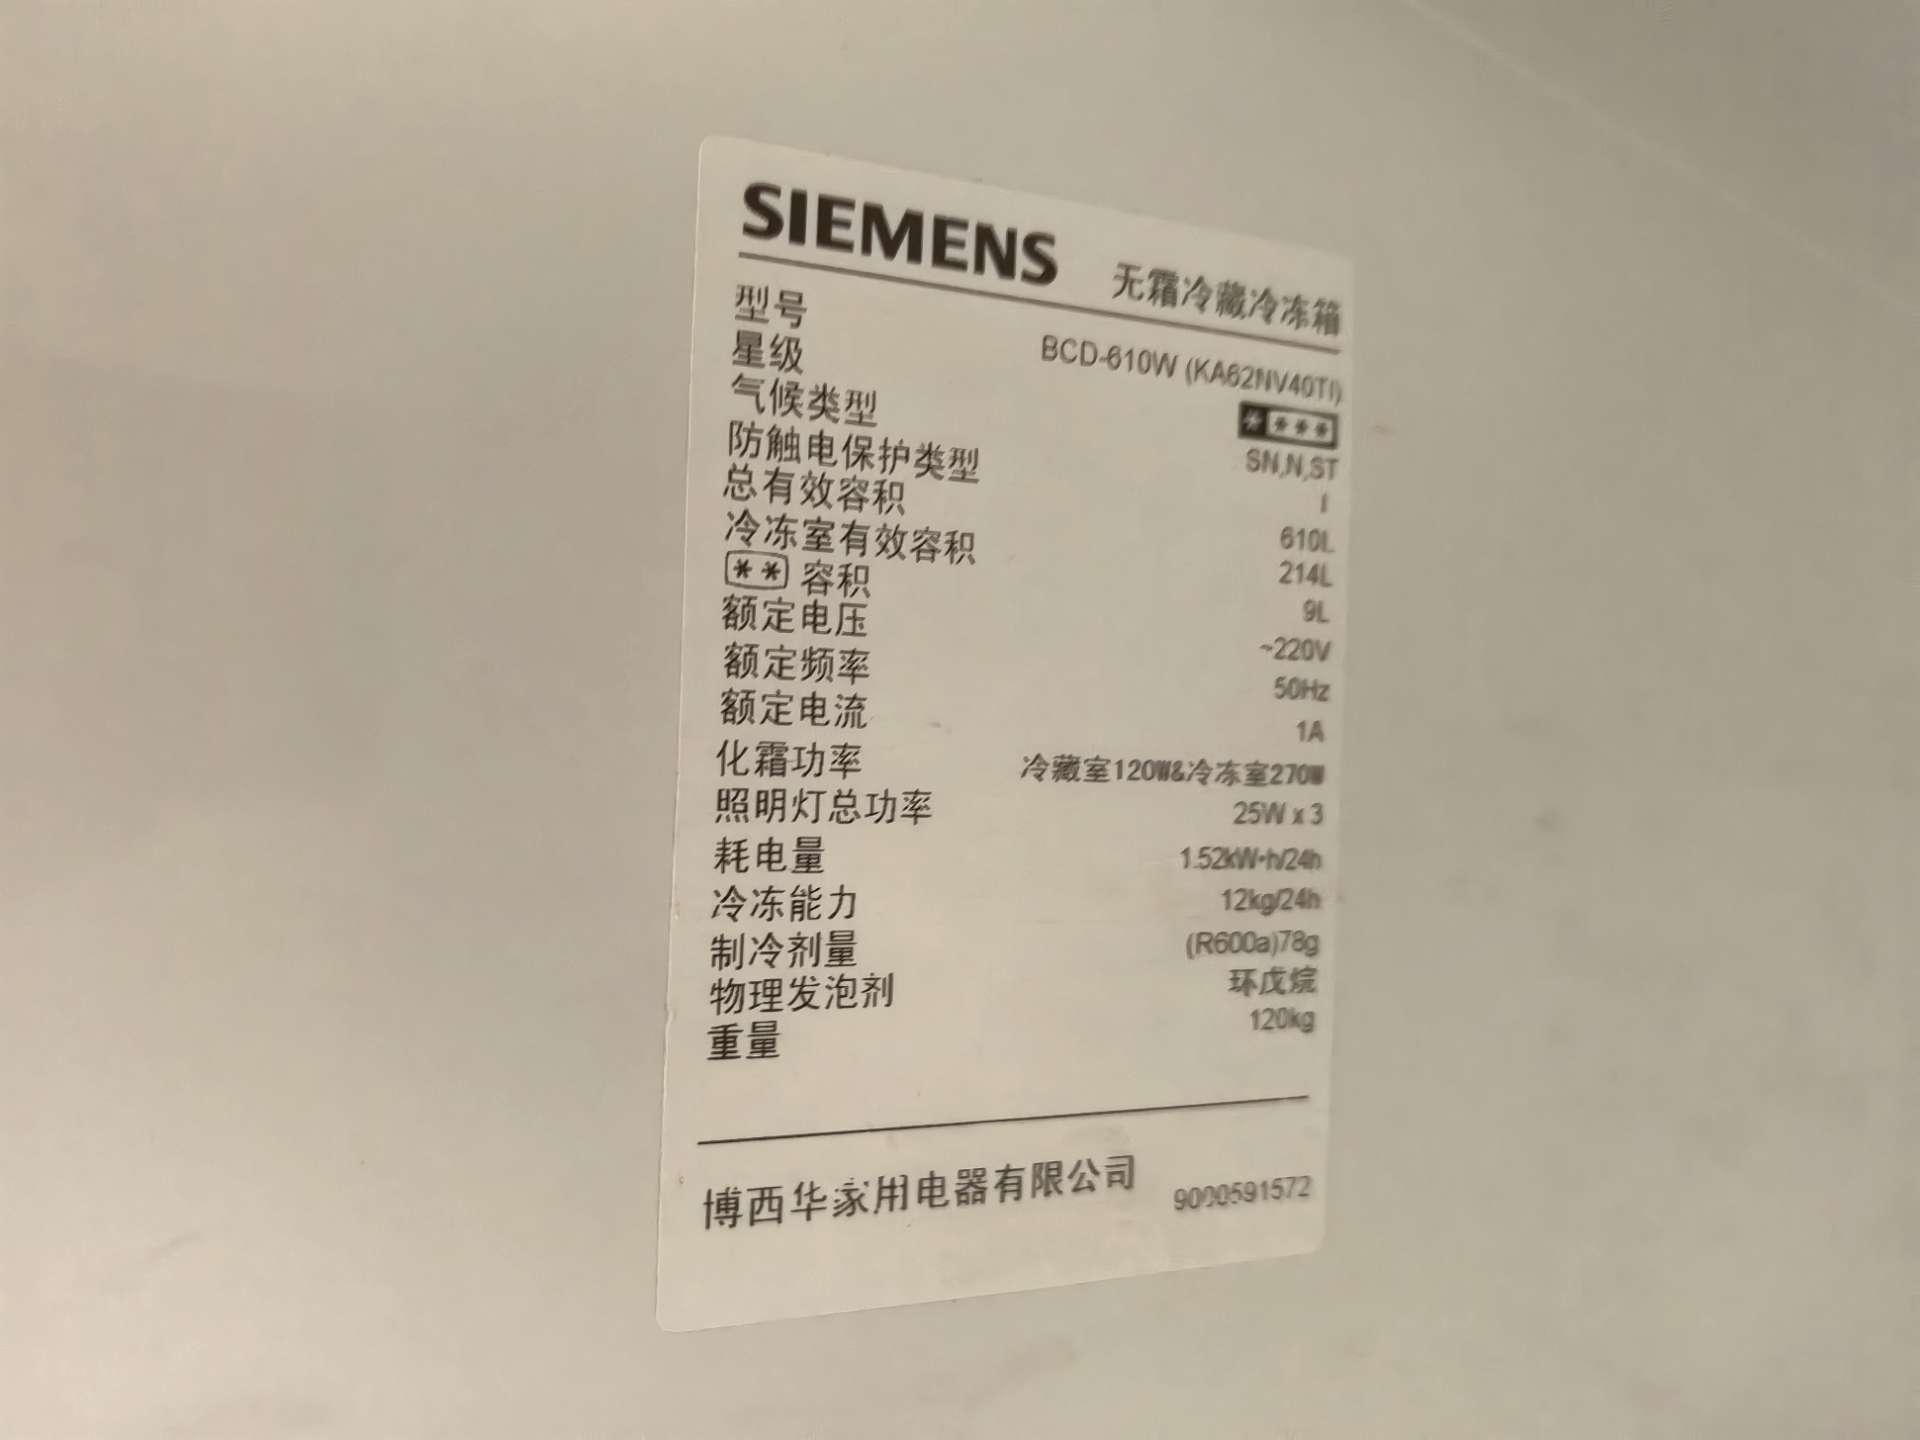 SIEMENS 无霜冷藏冷冻箱
型号 BCD-610W (KA62NV40TI)
星级 ****
气候类型 SN,N,ST
防触电保护类型 I
总有效容积 610L
冷冻室有效容积 214L
** 容积 9L
额定电压 ~220V
额定频率 50Hz
额定电流 1A
化霜功率 冷藏室120W&冷冻室270W
照明灯总功率 25W x 3
耗电量 1.52kW·h/24h
冷冻能力 12kg/24h
制冷剂量 (R600a)78g
物理发泡剂 环戊烷
重量 120kg
博西华家用电器有限公司 9000591572